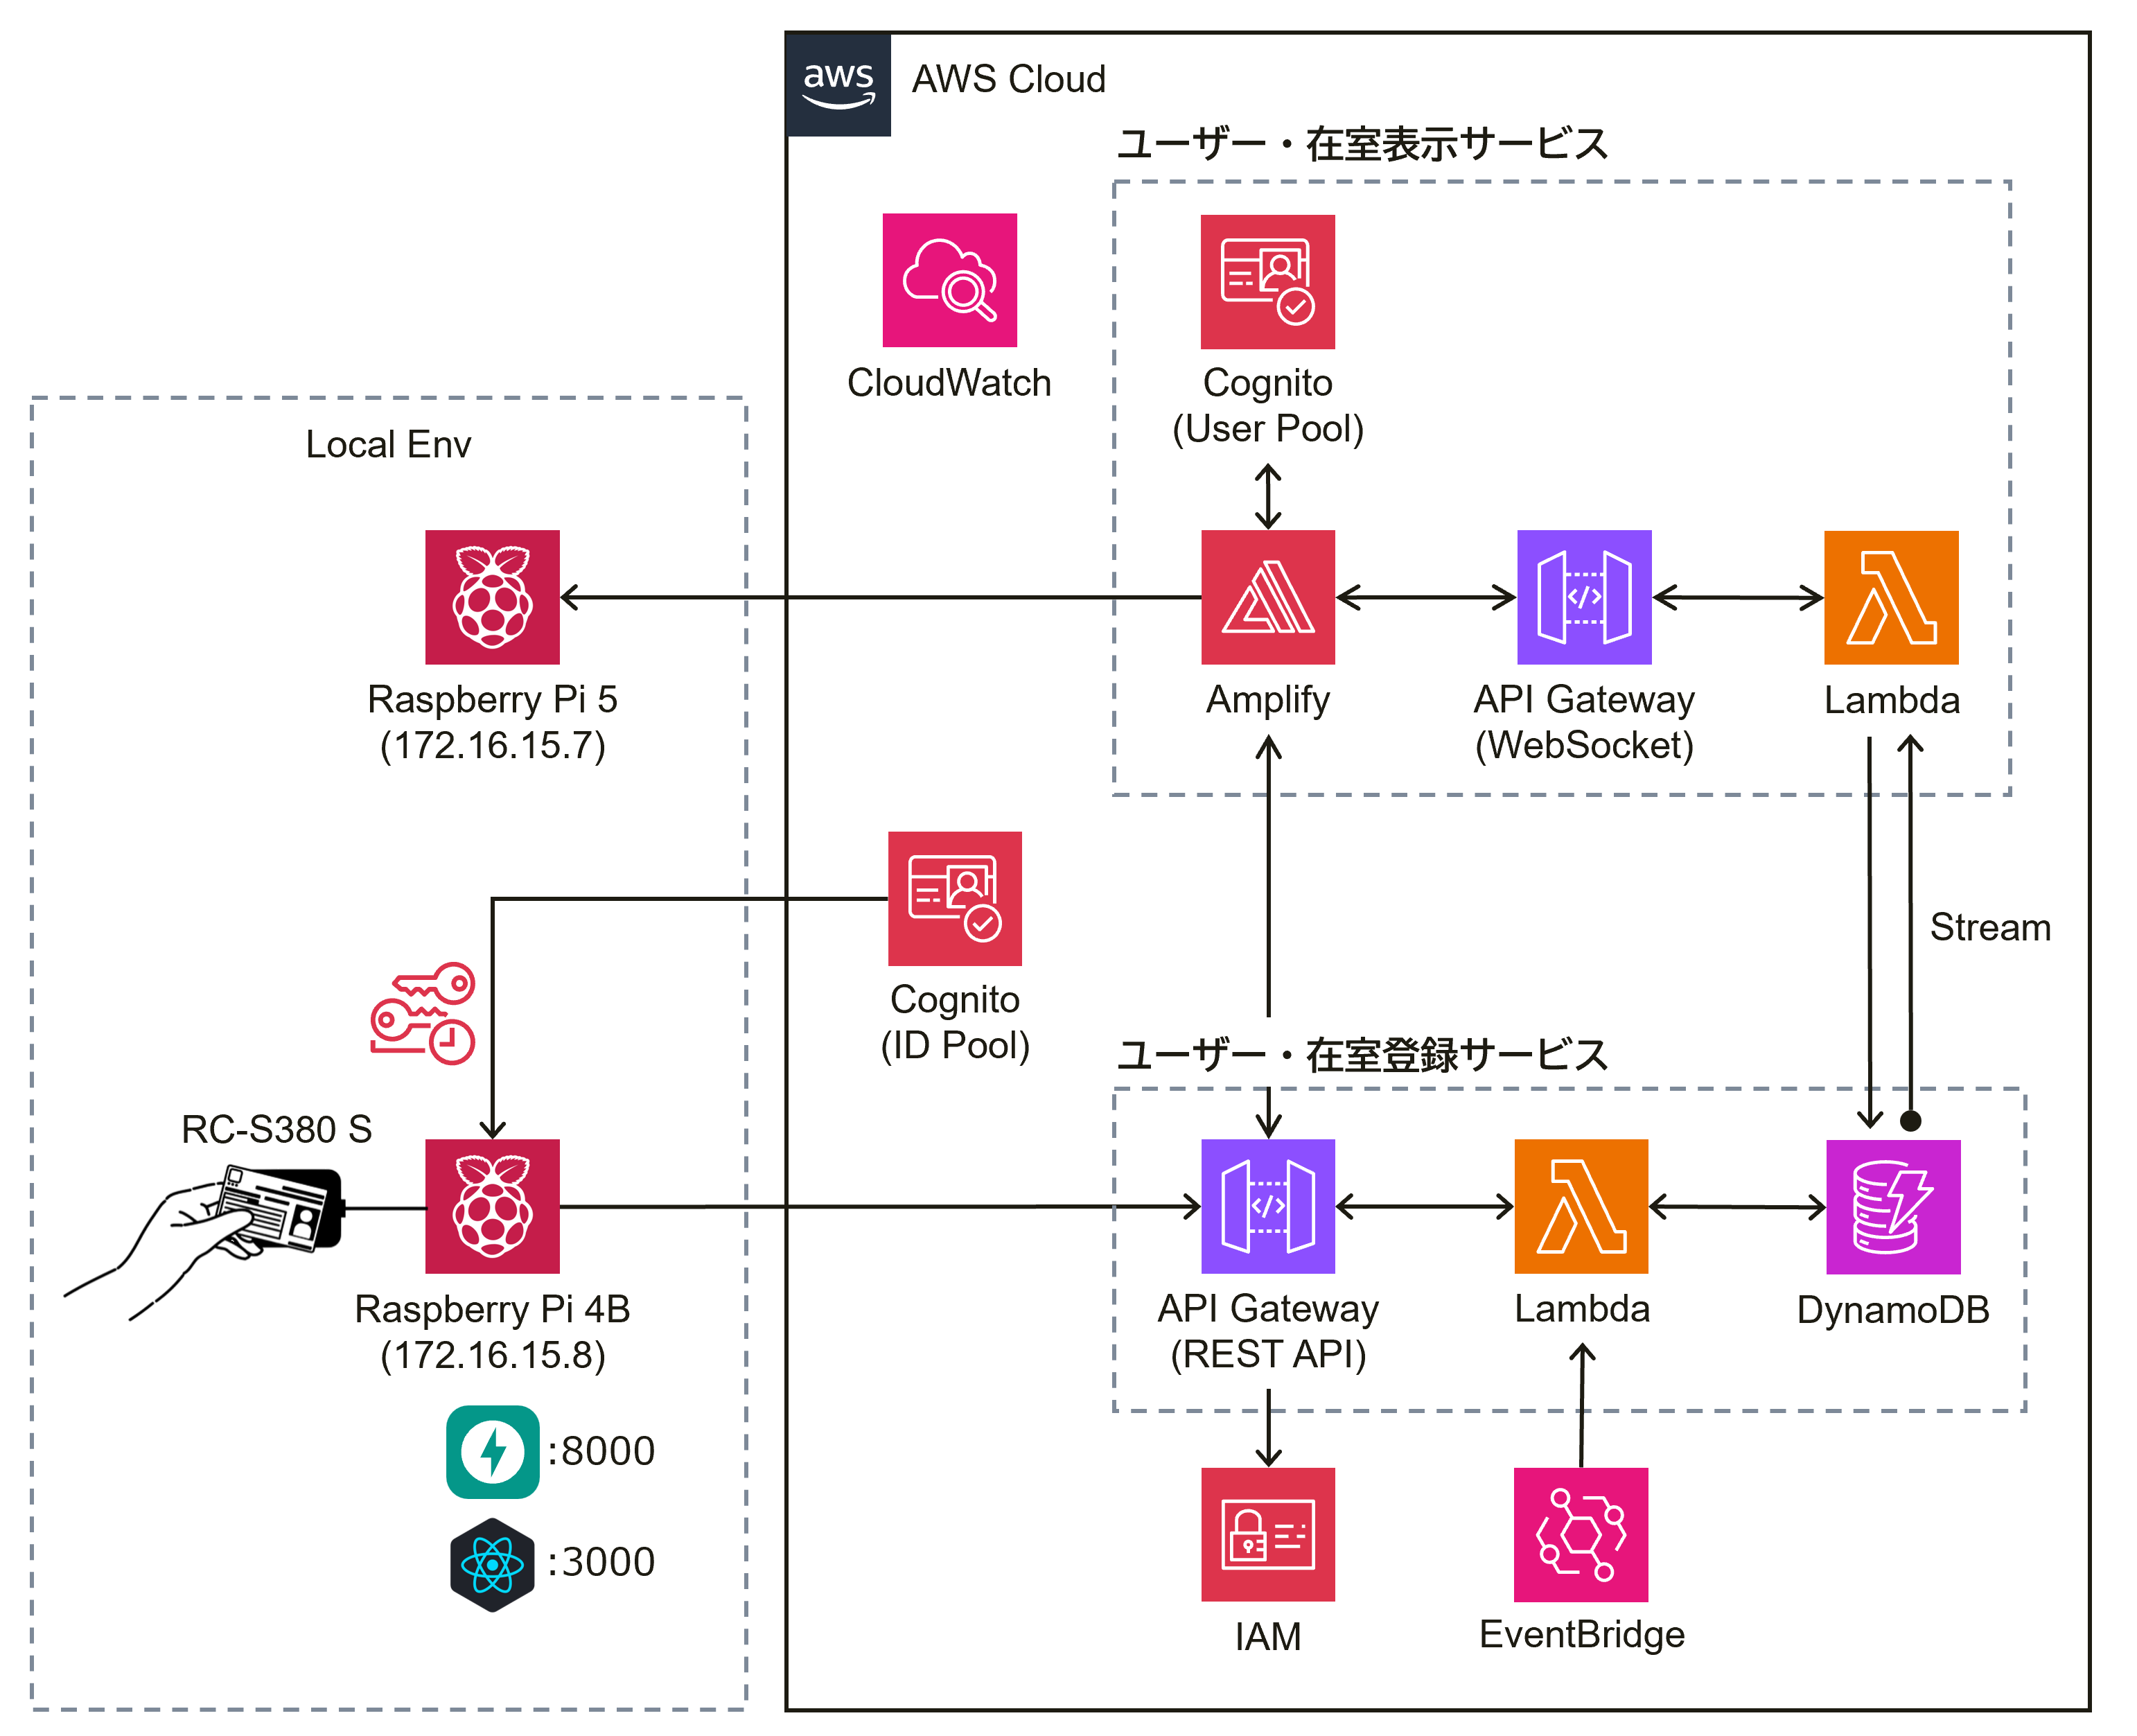 aws
AWS Cloud
ユーザー・在室表示サービス
CloudWatch
Cognito
(User Pool)
Local Env
Raspberry Pi 5
(172.16.15.7)
Amplify
API Gateway
(WebSocket)
Lambda
Cognito
(ID Pool)
Stream
ユーザー・在室登録サービス
RC-S380 S
Raspberry Pi 4B
(172.16.15.8)
API Gateway
(REST API)
Lambda
DynamoDB
:8000
:3000
IAM
EventBridge